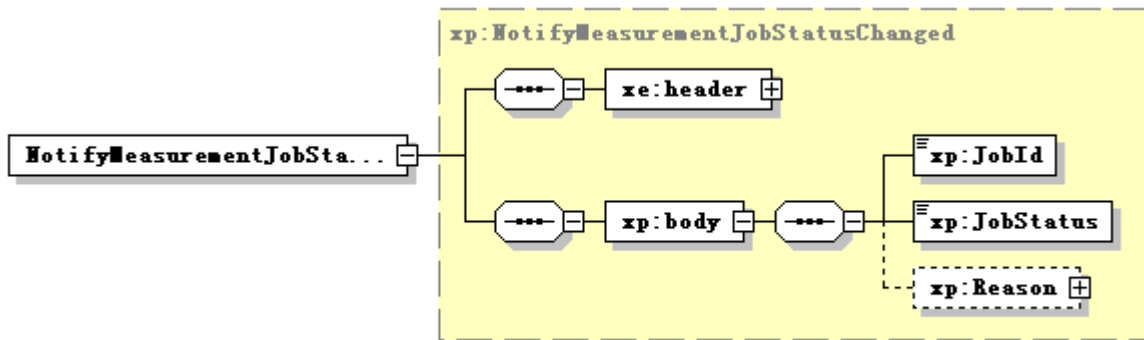 xp:NotifyMeasurementJobStatusChanged
xe:header
NotifyMeasurementJobSta...
xp:JobId
xp:body
xp:JobStatus
xp:Reason